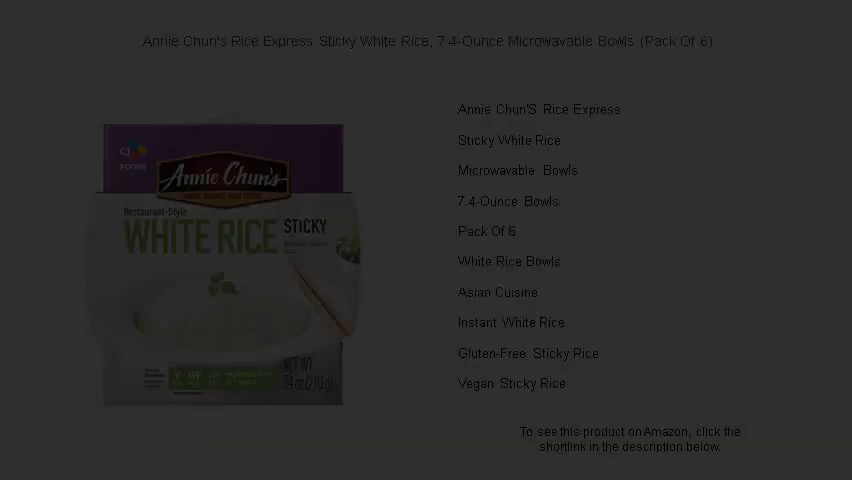 Annie Chun's Rice Express Sticky White Rice, 7.4-Ounce Microwavable Bowls (Pack Of 6)
Annie Chun'S Rice Express
Sticky White Rice
Microwavable Bowls
7.4-Ounce Bowls
Pack Of 6
White Rice Bowls
Asian Cuisine
Instant White Rice
Gluten-Free Sticky Rice
Vegan Sticky Rice
To see this product on Amazon, click the
shortlink in the description below.
CJ
FOODS
Annie Chun's
Restaurant-Style
WHITE RICE STICKY
NET WT
7.4 oz (210 g)